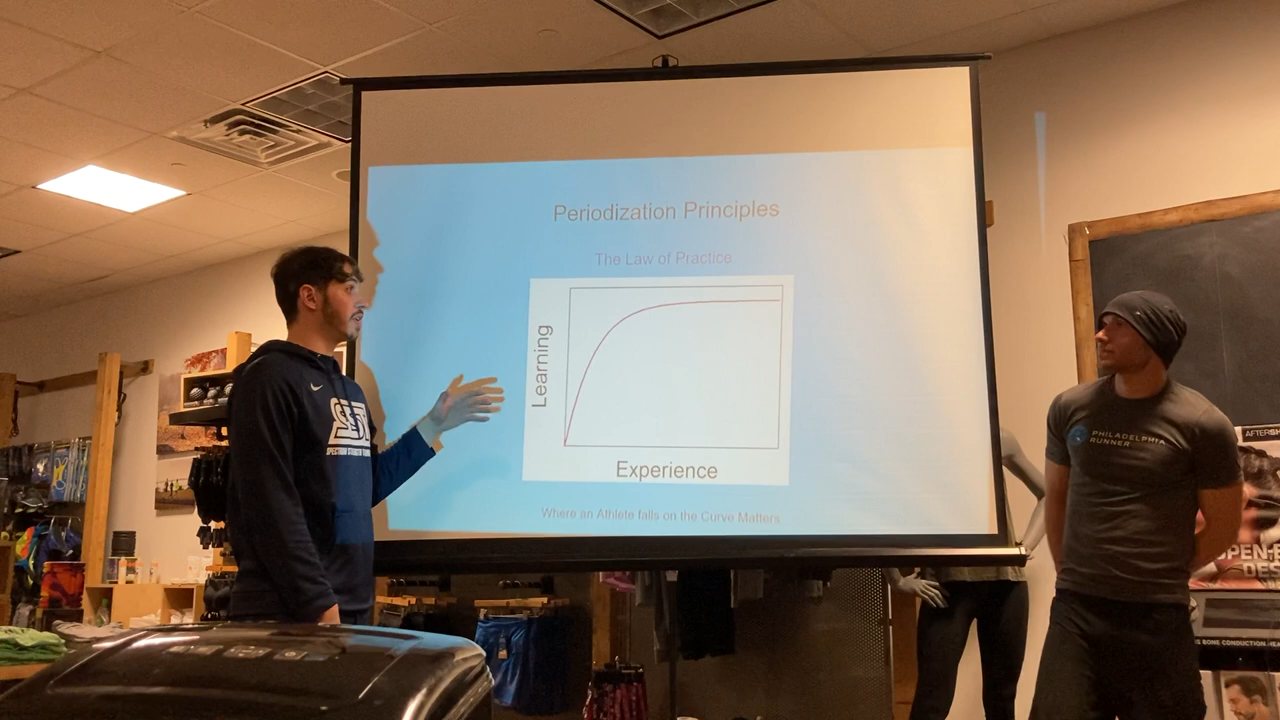 Periodization Principles
The Law of Practice
Learning
Experience
Where an Athlete falls on the Curve Matters
PHILADELPHIA
RUNNER